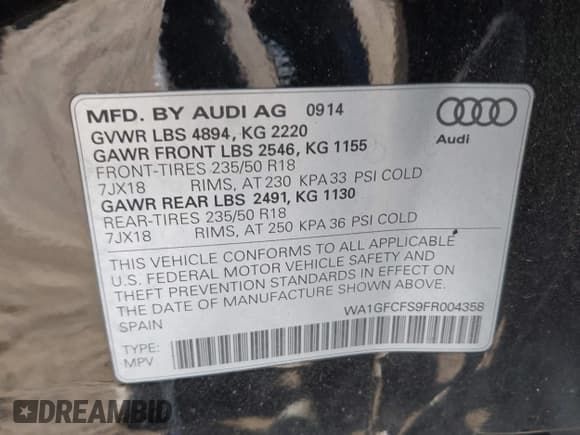 MFD. BY AUDI AG 0914
GVWR LBS 4894, KG 2220
GAWR FRONT LBS 2546, KG 1155
FRONT-TIRES 235/50 R18
7JX18 RIMS, AT 230 KPA 33 PSI COLD
GAWR REAR LBS 2491, KG 1130
REAR-TIRES 235/50 R18
7JX18 RIMS, AT 250 KPA 36 PSI COLD
Audi
THIS VEHICLE CONFORMS TO ALL APPLICABLE
U.S. FEDERAL MOTOR VEHICLE SAFETY AND
THEFT PREVENTION STANDARDS IN EFFECT ON
THE DATE OF MANUFACTURE SHOWN ABOVE.
SPAIN WA1GFCFS9FR004358
TYPE:
MPV
DREAMBID